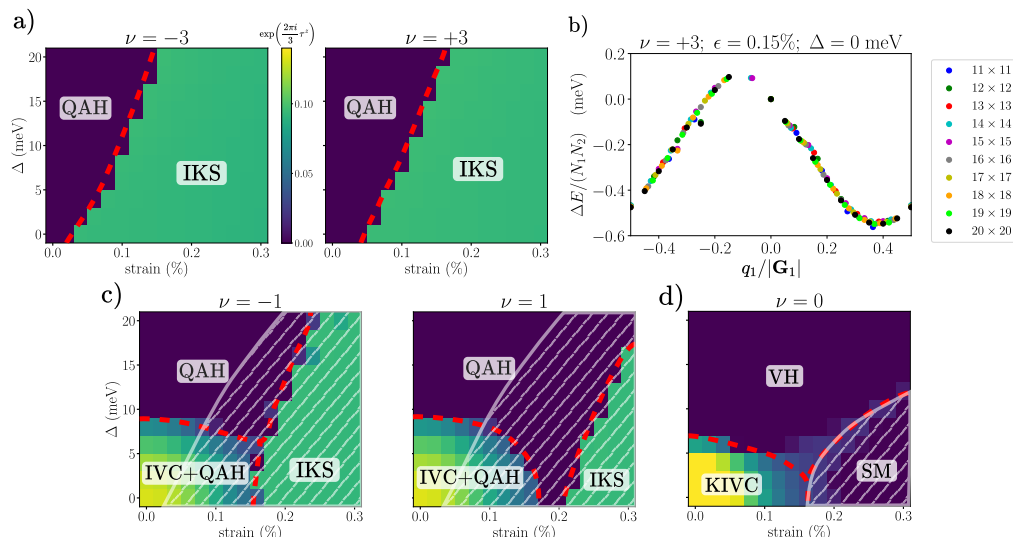 a)
ν = −3
exp(2πi/3 τ^z)
ν = +3
20
15
10
5
0
Δ (meV)
QAH
IKS
0.10
0.05
0.00
QAH
IKS
0.0 0.1 0.2 0.3
strain (%)
0.0 0.1 0.2 0.3
strain (%)
b)
ν = +3; ϵ = 0.15%; Δ = 0 meV
0.2
0.0
−0.2
−0.4
−0.6
ΔE/(N₁N₂) (meV)
−0.4 −0.2 0.0 0.2 0.4
q₁/|G₁|
11 × 11
12 × 12
13 × 13
14 × 14
15 × 15
16 × 16
17 × 17
18 × 18
19 × 19
20 × 20
c)
ν = −1
20
15
10
5
0
Δ (meV)
QAH
IVC+QAH
IKS
0.0 0.1 0.2 0.3
strain (%)
ν = 1
QAH
IVC+QAH
IKS
0.0 0.1 0.2 0.3
strain (%)
d)
ν = 0
VH
KIVC
SM
0.0 0.1 0.2 0.3
strain (%)